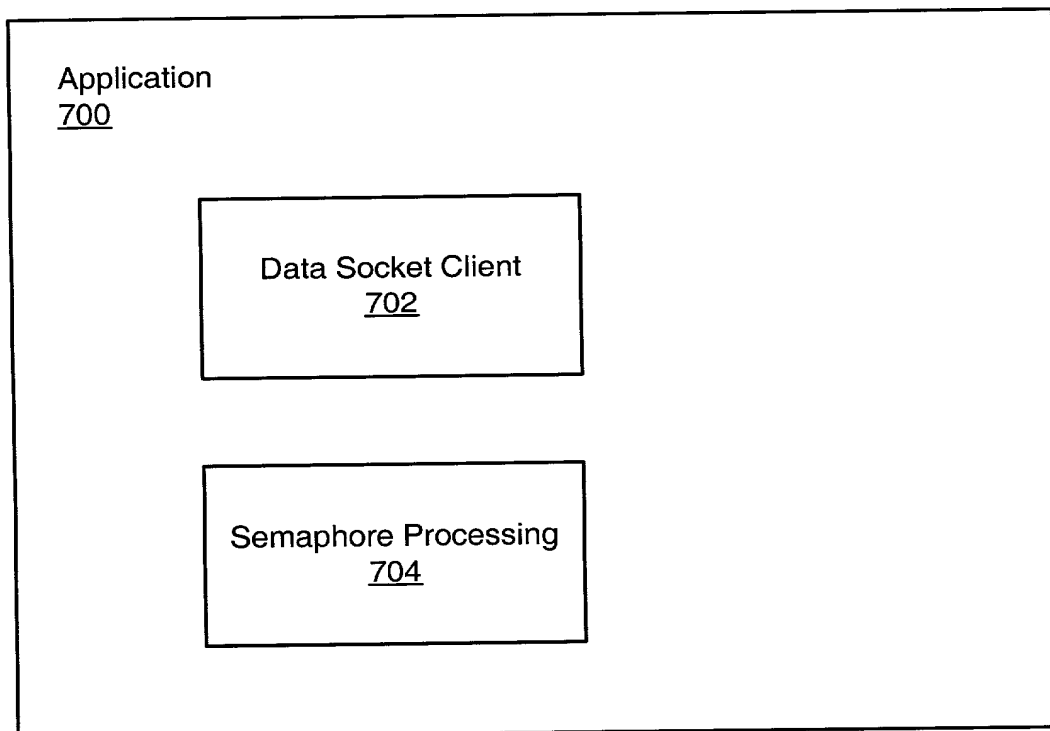 Application
700
Data Socket Client
702
Semaphore Processing
704